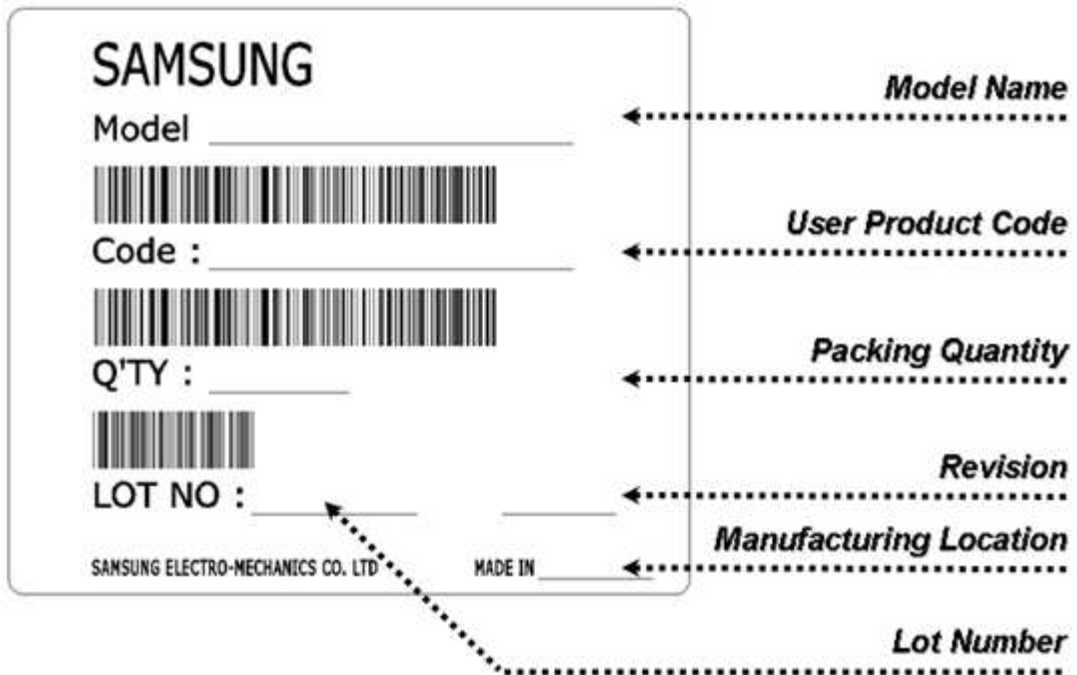 SAMSUNG
Model Name
Model
User Product Code
Code :
Packing Quantity
Q'TY :
Revision
LOT NO :
Manufacturing Location
SAMSUNG ELECTRO-MECHANICS CO. LTD MADE IN
Lot Number